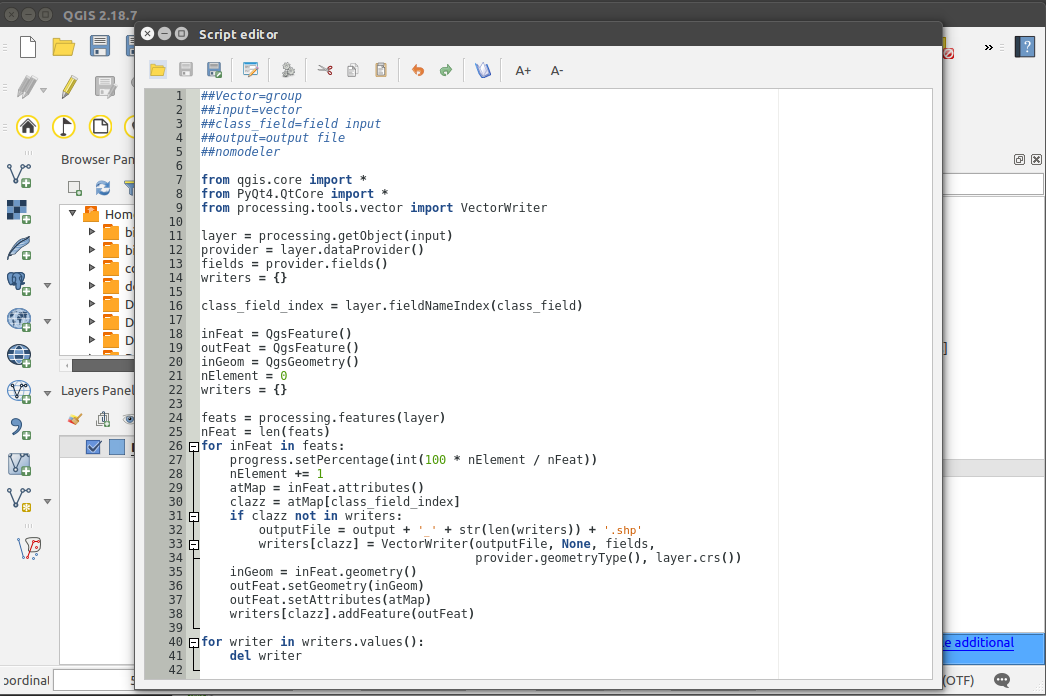 QGIS 2.18.7
Script editor
A+ A-
Browser Pan
Hom
Layers Panel
1 ##Vector=group
2 ##input=vector
3 ##class_field=field input
4 ##output=output file
5 ##nomodeler
6
7 from qgis.core import *
8 from PyQt4.QtCore import *
9 from processing.tools.vector import VectorWriter
10
11 layer = processing.getObject(input)
12 provider = layer.dataProvider()
13 fields = provider.fields()
14 writers = {}
15
16 class_field_index = layer.fieldNameIndex(class_field)
17
18 inFeat = QgsFeature()
19 outFeat = QgsFeature()
20 inGeom = QgsGeometry()
21 nElement = 0
22 writers = {}
23
24 feats = processing.features(layer)
25 nFeat = len(feats)
26 for inFeat in feats:
27 progress.setPercentage(int(100 * nElement / nFeat))
28 nElement += 1
29 atMap = inFeat.attributes()
30 clazz = atMap[class_field_index]
31 if clazz not in writers:
32 outputFile = output + '_' + str(len(writers)) + '.shp'
33 writers[clazz] = VectorWriter(outputFile, None, fields,
34 provider.geometryType(), layer.crs())
35 inGeom = inFeat.geometry()
36 outFeat.setGeometry(inGeom)
37 outFeat.setAttributes(atMap)
38 writers[clazz].addFeature(outFeat)
39
40 for writer in writers.values():
41 del writer
42
e additional
oordinat
(OTF)